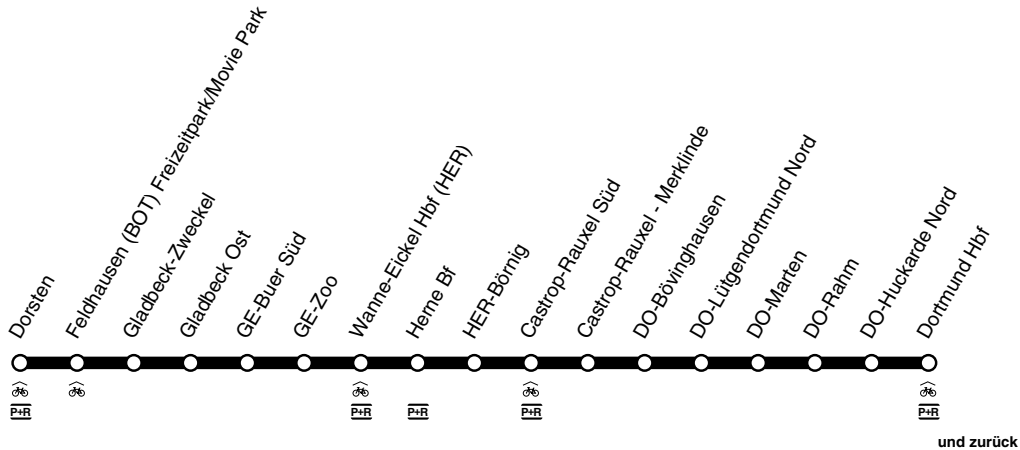 Dorsten
Feldhausen (BOT) Freizeitpark/Movie Park
Gladbeck-Zweckel
Gladbeck Ost
GE-Buer Süd
GE-Zoo
Wanne-Eickel Hbf (HER)
Herne Bf
HER-Börnig
Castrop-Rauxel Süd
Castrop-Rauxel - Merklinde
DO-Bövinghausen
DO-Lütgendortmund Nord
DO-Marten
DO-Rahm
DO-Huckarde Nord
Dortmund Hbf
P+R
P+R
P+R
P+R
P+R
und zurück